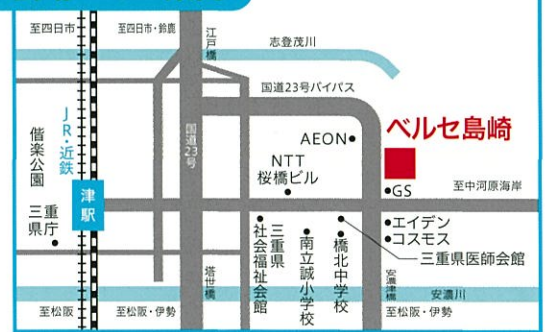 至四日市
至四日市・鈴鹿
江戸橋
志登茂川
国道23号バイパス
JR・近鉄
偕楽公園
国道23号
AEON
ベルセ島崎
NTT
桜橋ビル
津駅
GS
至中河原海岸
三重
県庁
エイデン
コスモス
三重県
社会福祉会館
南立誠小学校
橋北中学校
三重県医師会館
塔世橋
安濃津橋
安濃川
至松阪
至松阪・伊勢
至松阪・伊勢